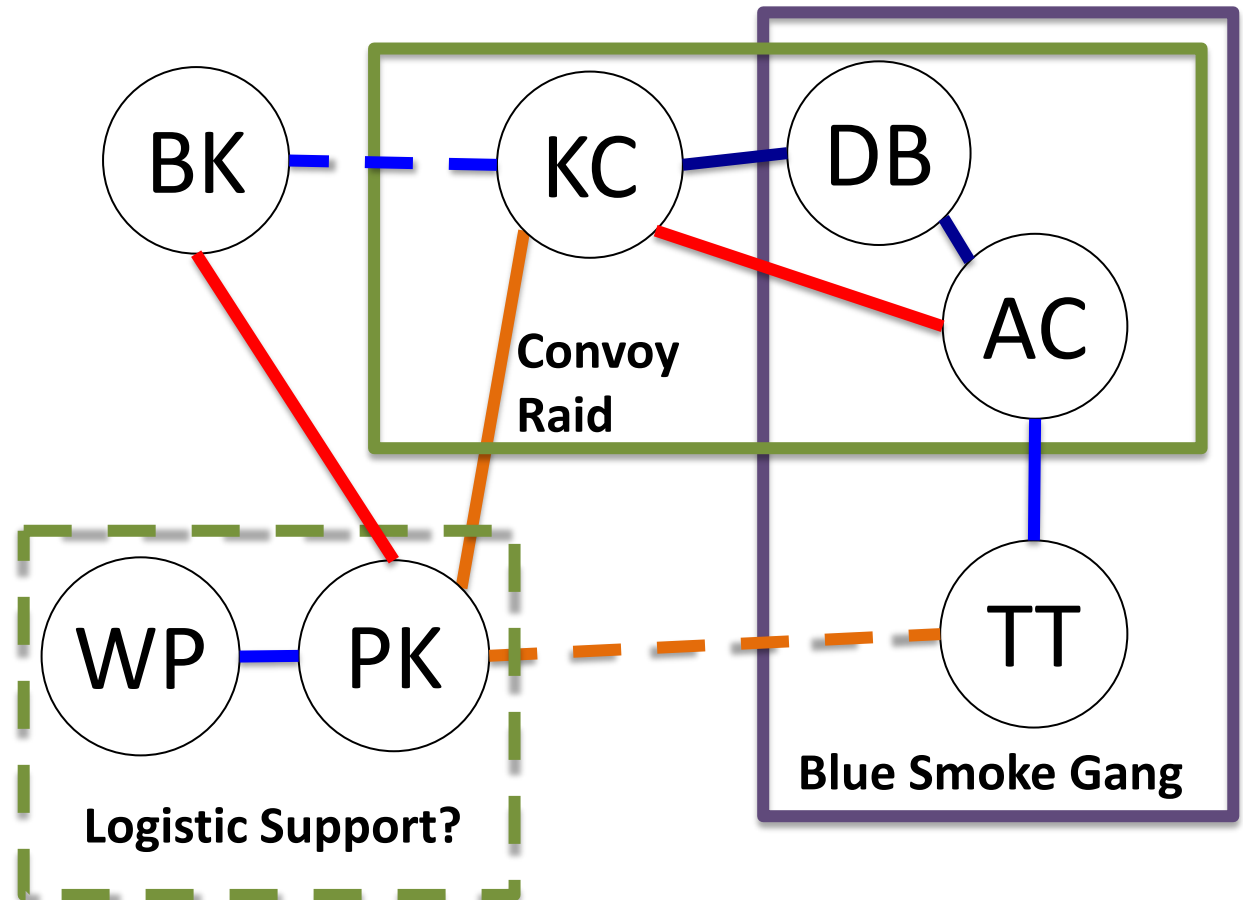 BK
KC
DB
AC
Convoy
Raid
WP
PK
TT
Blue Smoke Gang
Logistic Support?